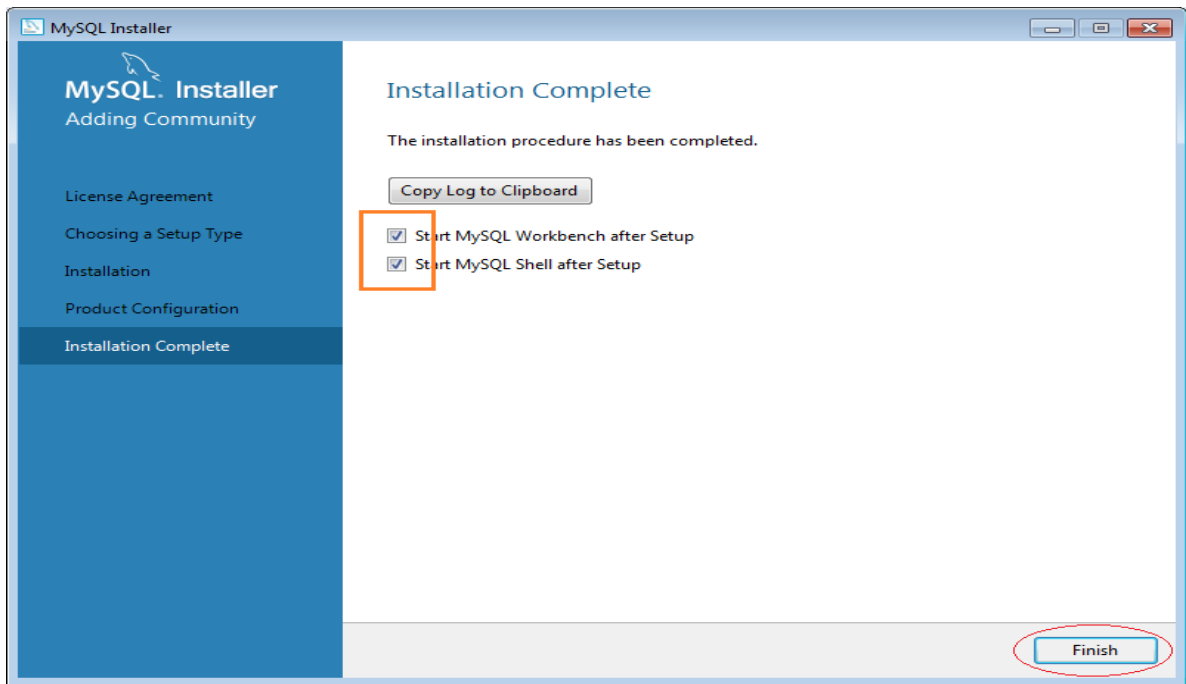 MySQL Installer
MySQL. Installer
Adding Community
License Agreement
Choosing a Setup Type
Installation
Product Configuration
Installation Complete
Installation Complete
The installation procedure has been completed.
Copy Log to Clipboard
Start MySQL Workbench after Setup
Start MySQL Shell after Setup
Finish